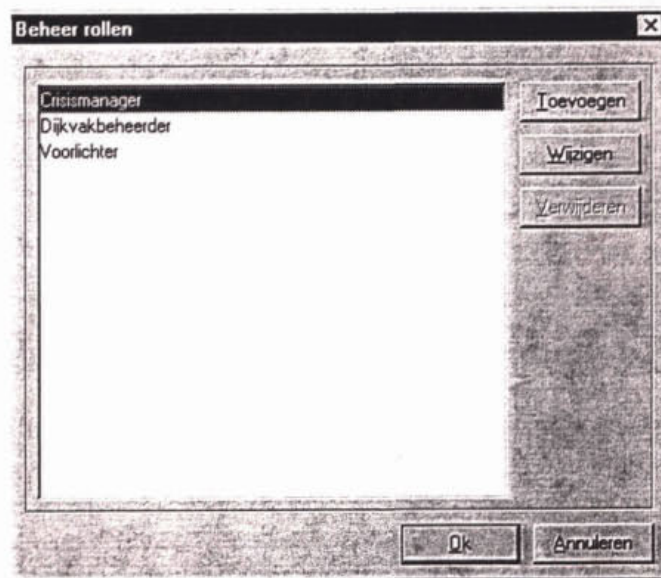 Beheer rollen
Crisismanager
Dijkvakbeheerder
Voorlichter
Toevoegen
Wijzigen
Verwijderen
Ok
Annuleren